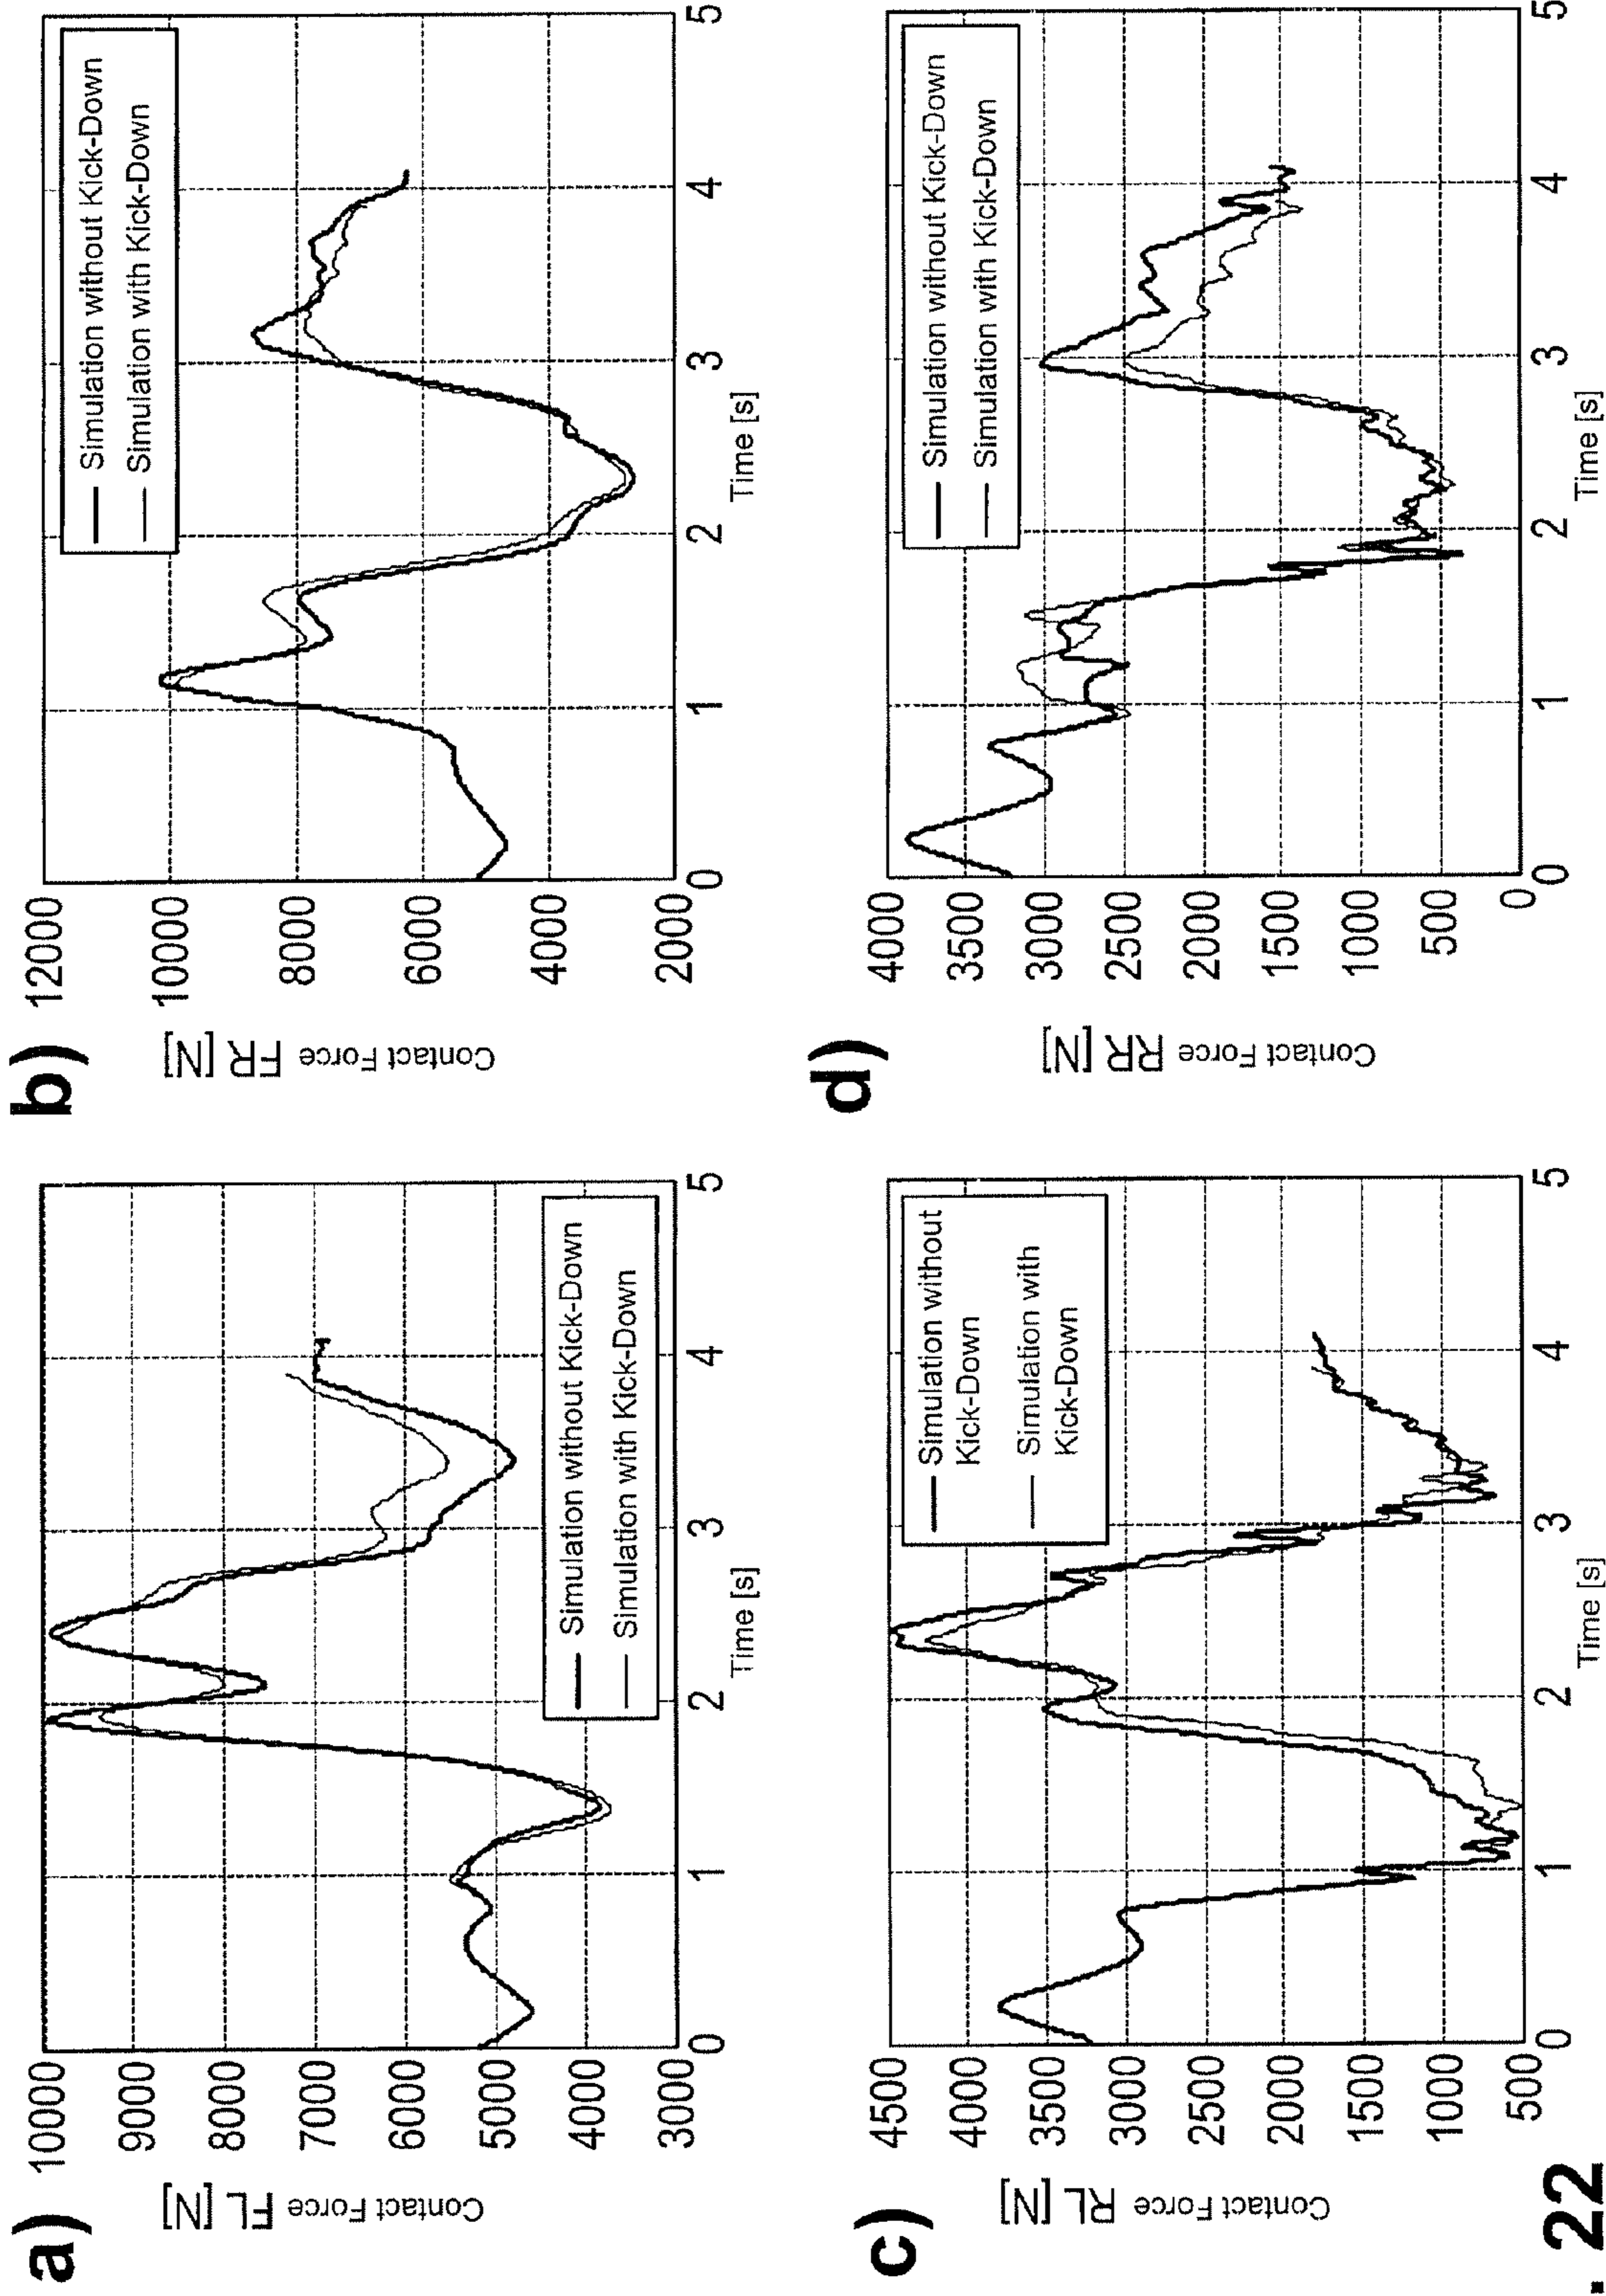 a)
Contact Force FL [N]
10000
9000
8000
7000
6000
5000
4000
3000
0
1
2
3
4
5
Time [s]
Simulation without Kick-Down
Simulation with Kick-Down
b)
Contact Force FR [N]
12000
10000
8000
6000
4000
2000
0
1
2
3
4
5
Time [s]
Simulation without Kick-Down
Simulation with Kick-Down
c)
Contact Force RL [N]
4500
4000
3500
3000
2500
2000
1500
1000
500
0
1
2
3
4
5
Time [s]
Simulation without
Kick-Down
Simulation with
Kick-Down
d)
Contact Force RR [N]
4000
3500
3000
2500
2000
1500
1000
500
0
0
1
2
3
4
5
Time [s]
Simulation without Kick-Down
Simulation with Kick-Down
. 22